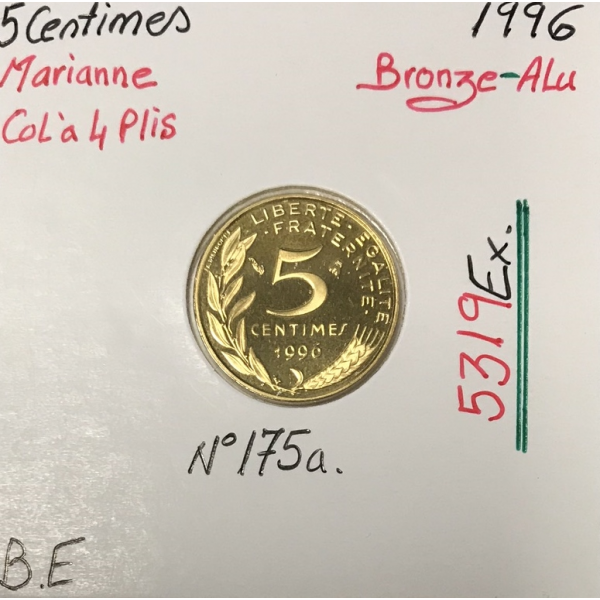 5 Centimes
1996
Marianne
Bronze-Alu
Col à 4 Plis
LIBERTE · EGALITE
· FRATERNITE ·
5
CENTIMES
1996
5319 Ex.
N° 175a.
B.E